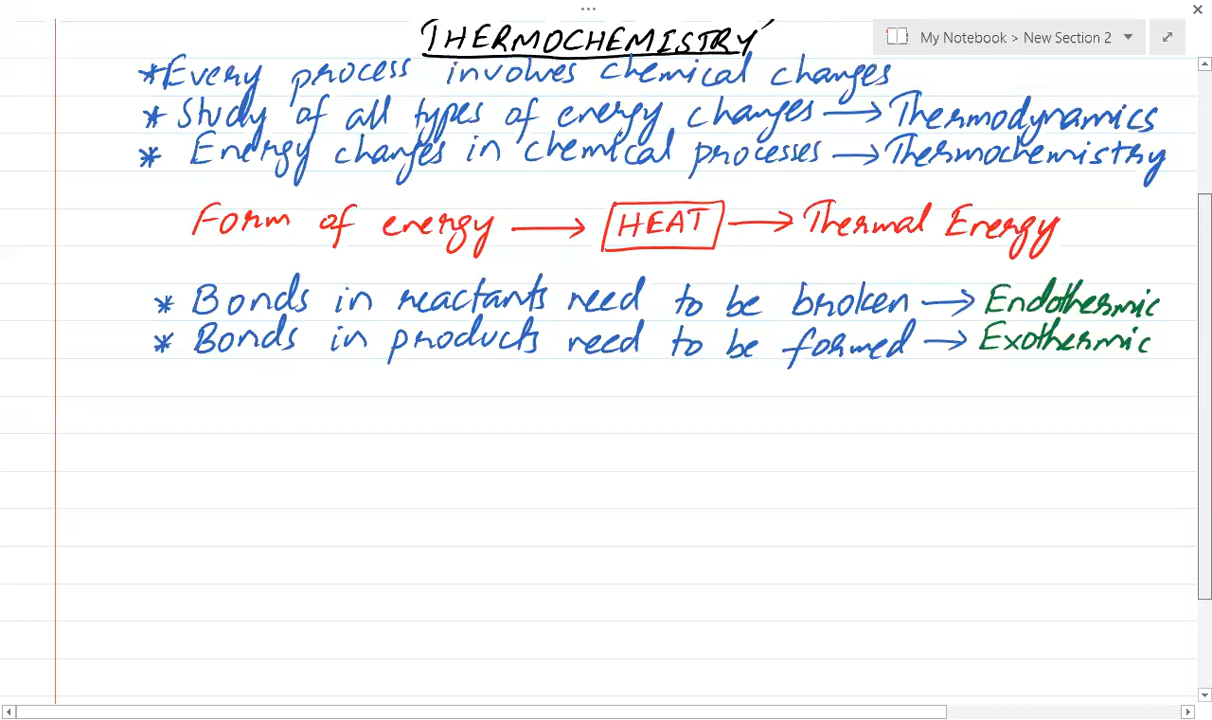 THERMOCHEMISTRY
My Notebook > New Section 2
*Every process involves chemical changes
* Study of all types of energy changes → Thermodynamics
* Energy changes in chemical processes → Thermochemistry
Form of energy → HEAT → Thermal Energy
* Bonds in reactants need to be broken → Endothermic
* Bonds in products need to be formed → Exothermic